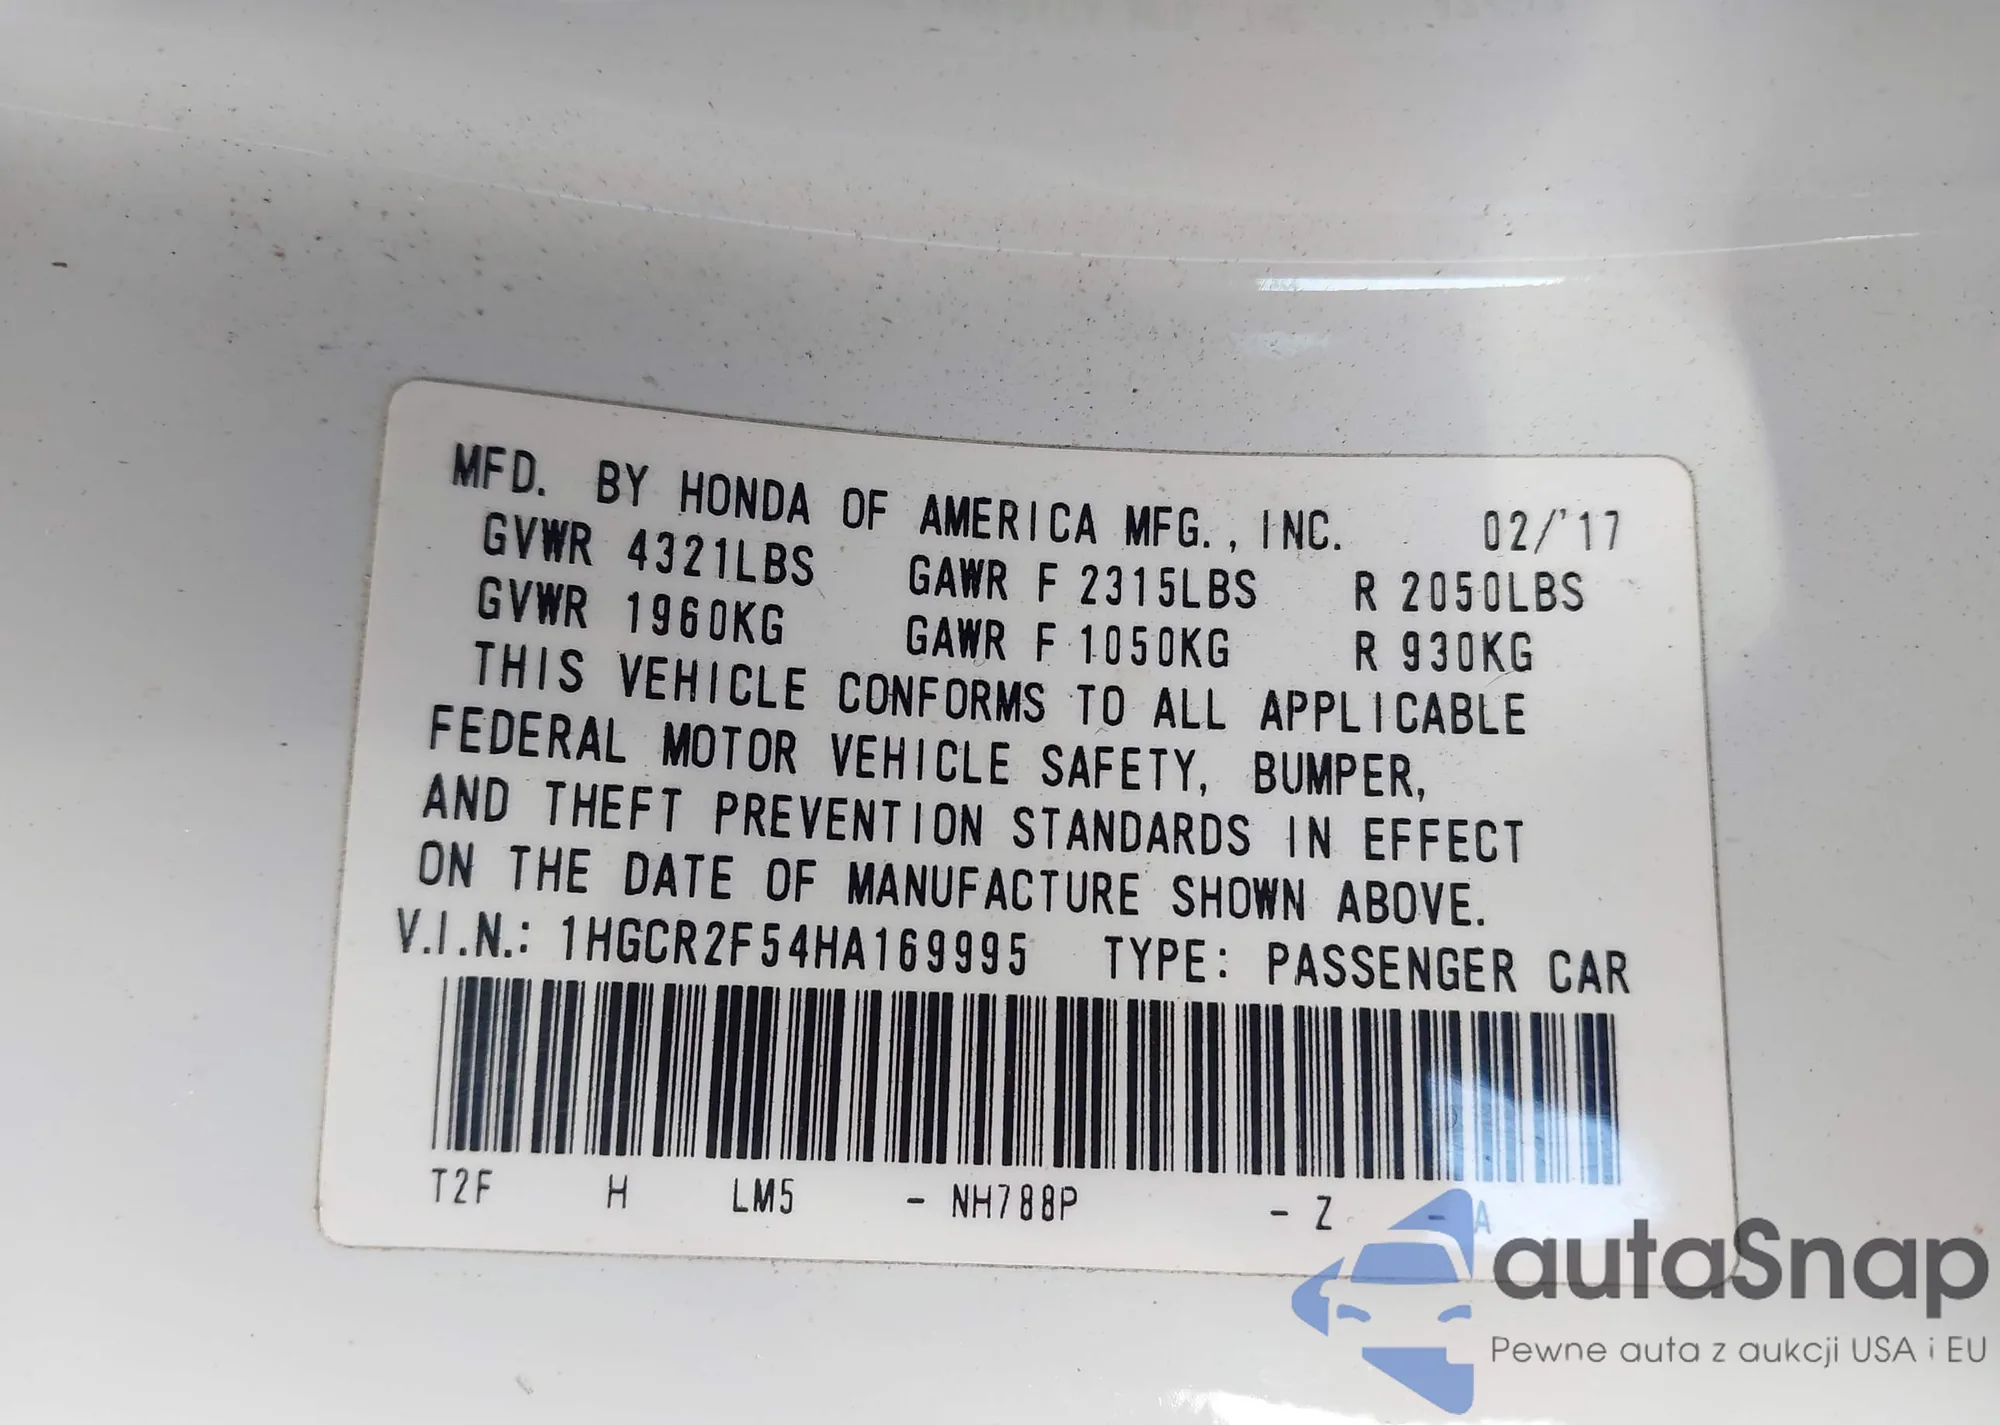 MFD. BY HONDA OF AMERICA MFG., INC. 02/'17
GVWR 4321LBS GAWR F 2315LBS R 2050LBS
GVWR 1960KG GAWR F 1050KG R 930KG
THIS VEHICLE CONFORMS TO ALL APPLICABLE
FEDERAL MOTOR VEHICLE SAFETY, BUMPER,
AND THEFT PREVENTION STANDARDS IN EFFECT
ON THE DATE OF MANUFACTURE SHOWN ABOVE.
V.I.N.: 1HGCR2F54HA169995 TYPE: PASSENGER CAR
T2F H LM5 - NH788P - Z - A
autaSnap
Pewne auta z aukcji USA i EU